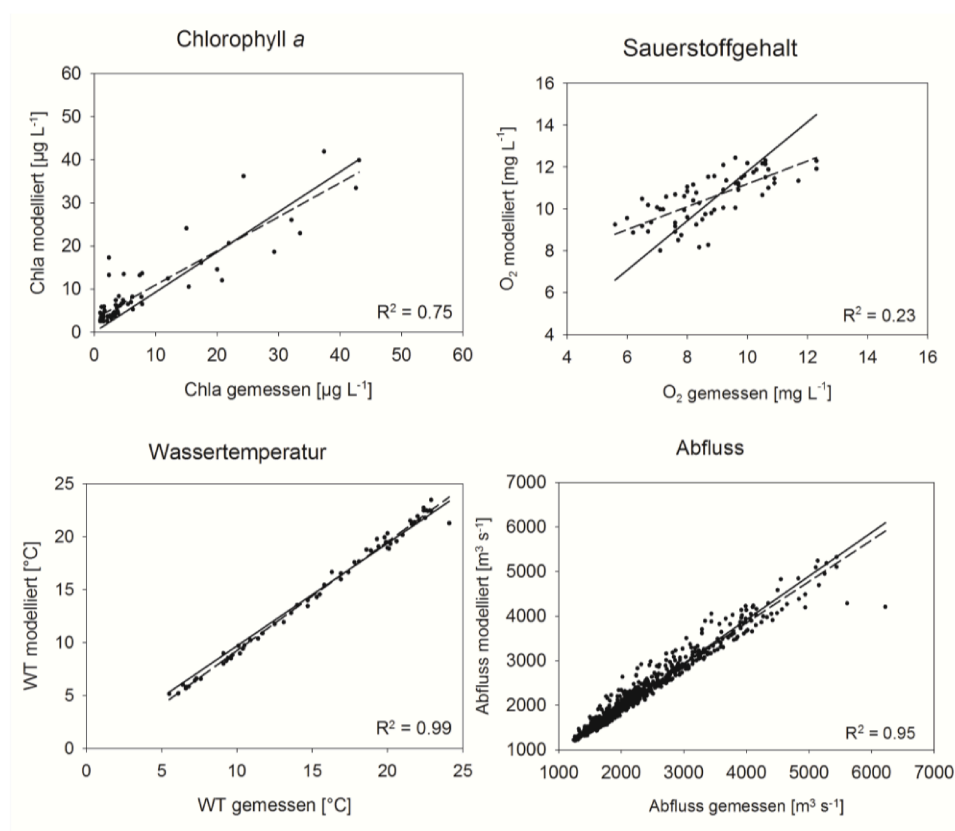 Chlorophyll a
Chla modelliert [µg L⁻¹]
60
50
40
30
20
10
0
R² = 0.75
0 10 20 30 40 50 60
Chla gemessen [µg L⁻¹]
Sauerstoffgehalt
O₂ modelliert [mg L⁻¹]
16
14
12
10
8
6
4
R² = 0.23
4 6 8 10 12 14 16
O₂ gemessen [mg L⁻¹]
Wassertemperatur
WT modelliert [°C]
25
20
15
10
5
0
R² = 0.99
0 5 10 15 20 25
WT gemessen [°C]
Abfluss
Abfluss modelliert [m³ s⁻¹]
7000
6000
5000
4000
3000
2000
1000
R² = 0.95
1000 2000 3000 4000 5000 6000 7000
Abfluss gemessen [m³ s⁻¹]